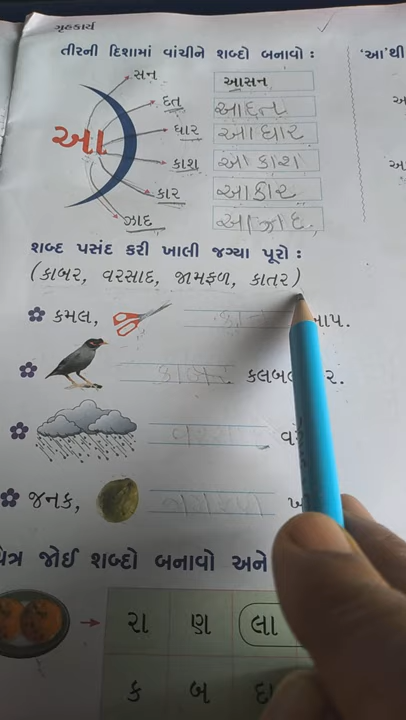 ગૃહકાર્ય
તીરની દિશામાં વાંચીને શબ્દો બનાવો :
'આ'થી
આ
સન
આસન
દત
આદત
ધાર
આધાર
કાશ
આકાશ
કાર
આકાર
ઝાદ
આઝાદ.
શબ્દ પસંદ કરી ખાલી જગ્યા પૂરો :
(કાબર, વરસાદ, જામફળ, કાતર)
કમલ,
આપ.
કાબર કલબલ
વરસાદ
જનક, જામફળ
ચિત્ર જોઈ શબ્દો બનાવો અને
રા ણ લા
ક બ દા